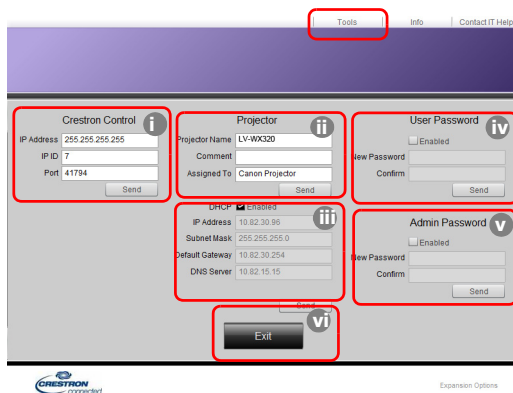 Tools Info Contact IT Help
Crestron Control i
IP Address 255.255.255.255
IP ID 7
Port 41794
Send
Projector ii
Projector Name LV-WX320
Comment
Assigned To Canon Projector
Send
DHCP Enabled
iii
IP Address 10.82.30.96
Subnet Mask 255.255.255.0
Default Gateway 10.82.30.254
DNS Server 10.82.15.15
Send
User Password iv
Enabled
New Password
Confirm
Send
Admin Password v
Enabled
New Password
Confirm
Send
vi
Exit
CRESTRON
connected
Expansion Options